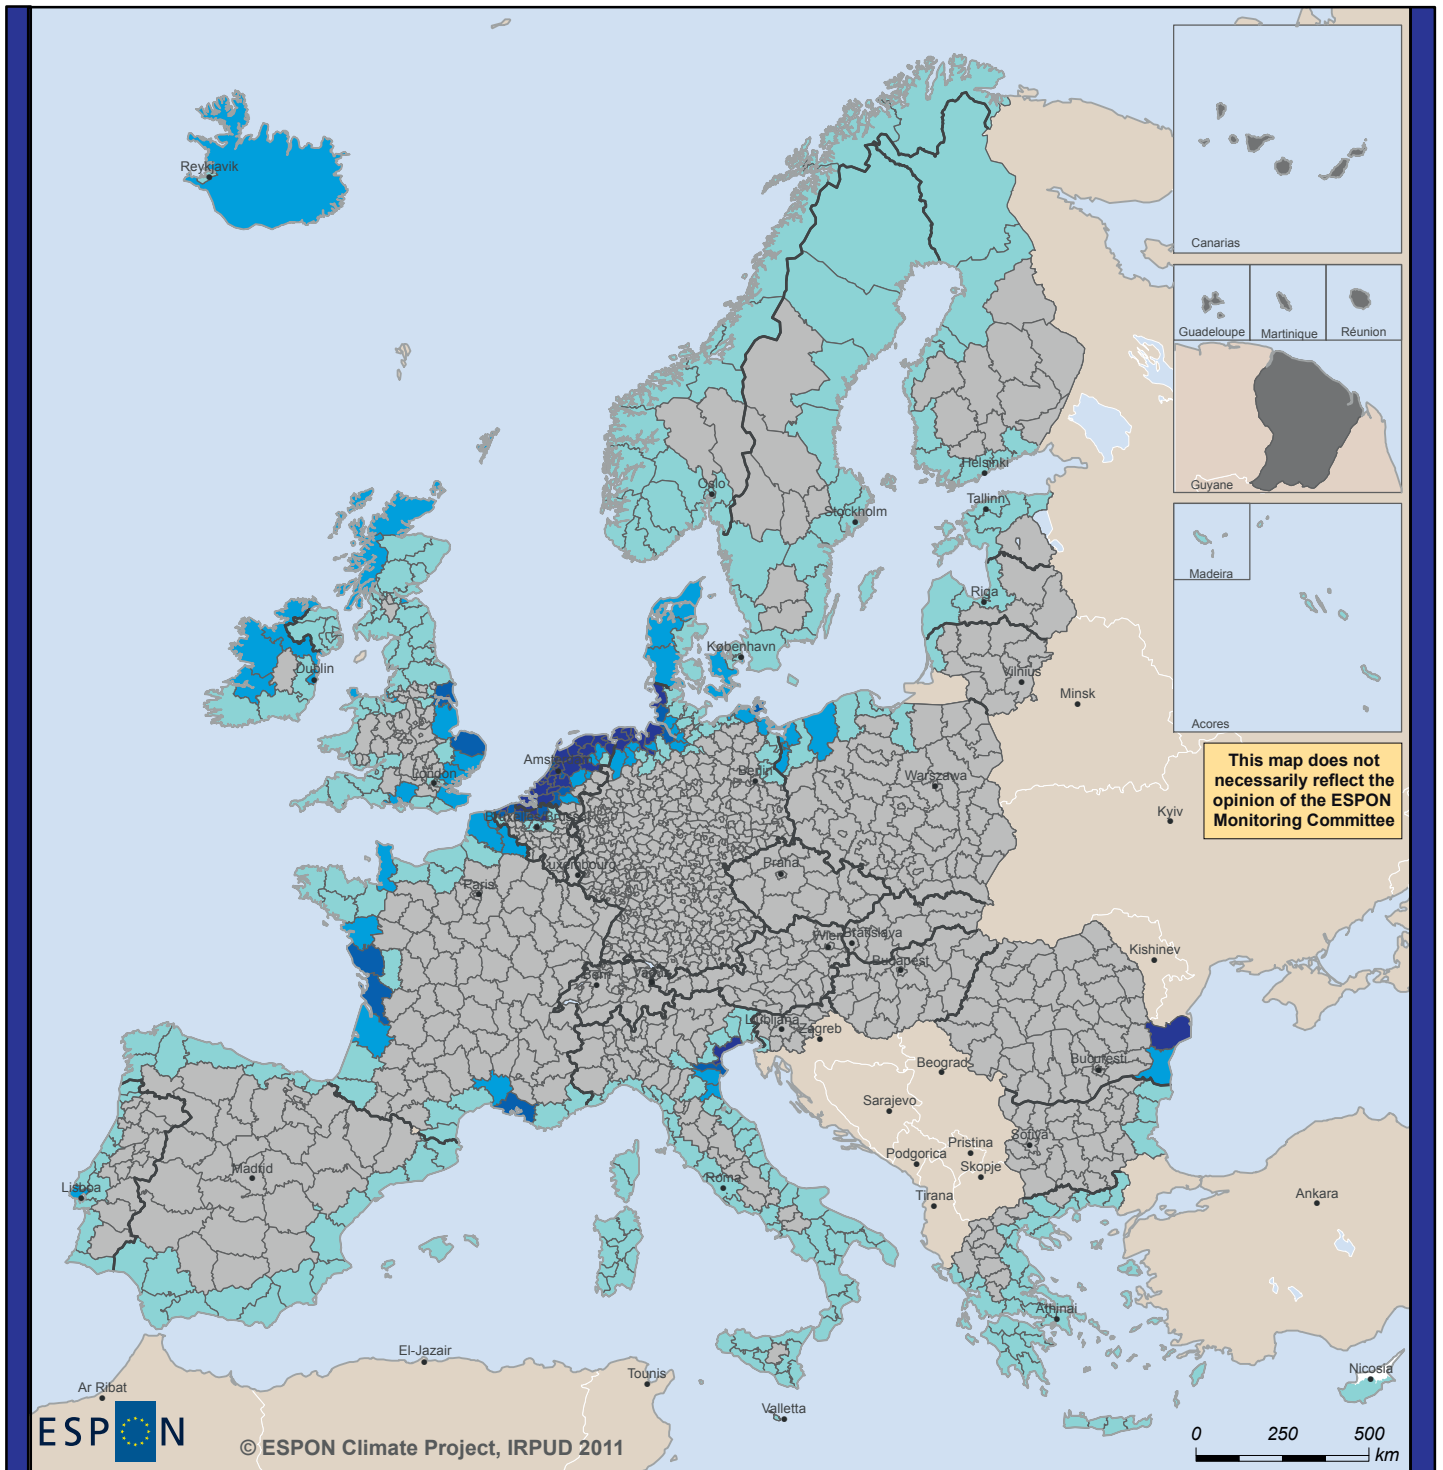 Reykjavik
Canarias
Guadeloupe
Martinique
Réunion
Guyane
Helsinki
Oslo
Tallinn
Stockholm
Madeira
Riga
København
Dublin
Vilnius
Minsk
Acores
This map does not
necessarily reflect the
opinion of the ESPON
Monitoring Committee
London
Berlin
Warszawa
Kyiv
Luxembourg
Praha
Paris
Wien
Bratislava
Kishinev
Budapest
Bern
Vaduz
Ljubljana
Zagreb
Bucuresti
Beograd
Sarajevo
Sofiya
Pristina
Podgorica
Skopje
Madrid
Roma
Lisboa
Tirana
Ankara
Athinai
El-Jazair
Tounis
Nicosia
Ar Ribat
Valletta
ESPON
© ESPON Climate Project, IRPUD 2011
0 250 500
km